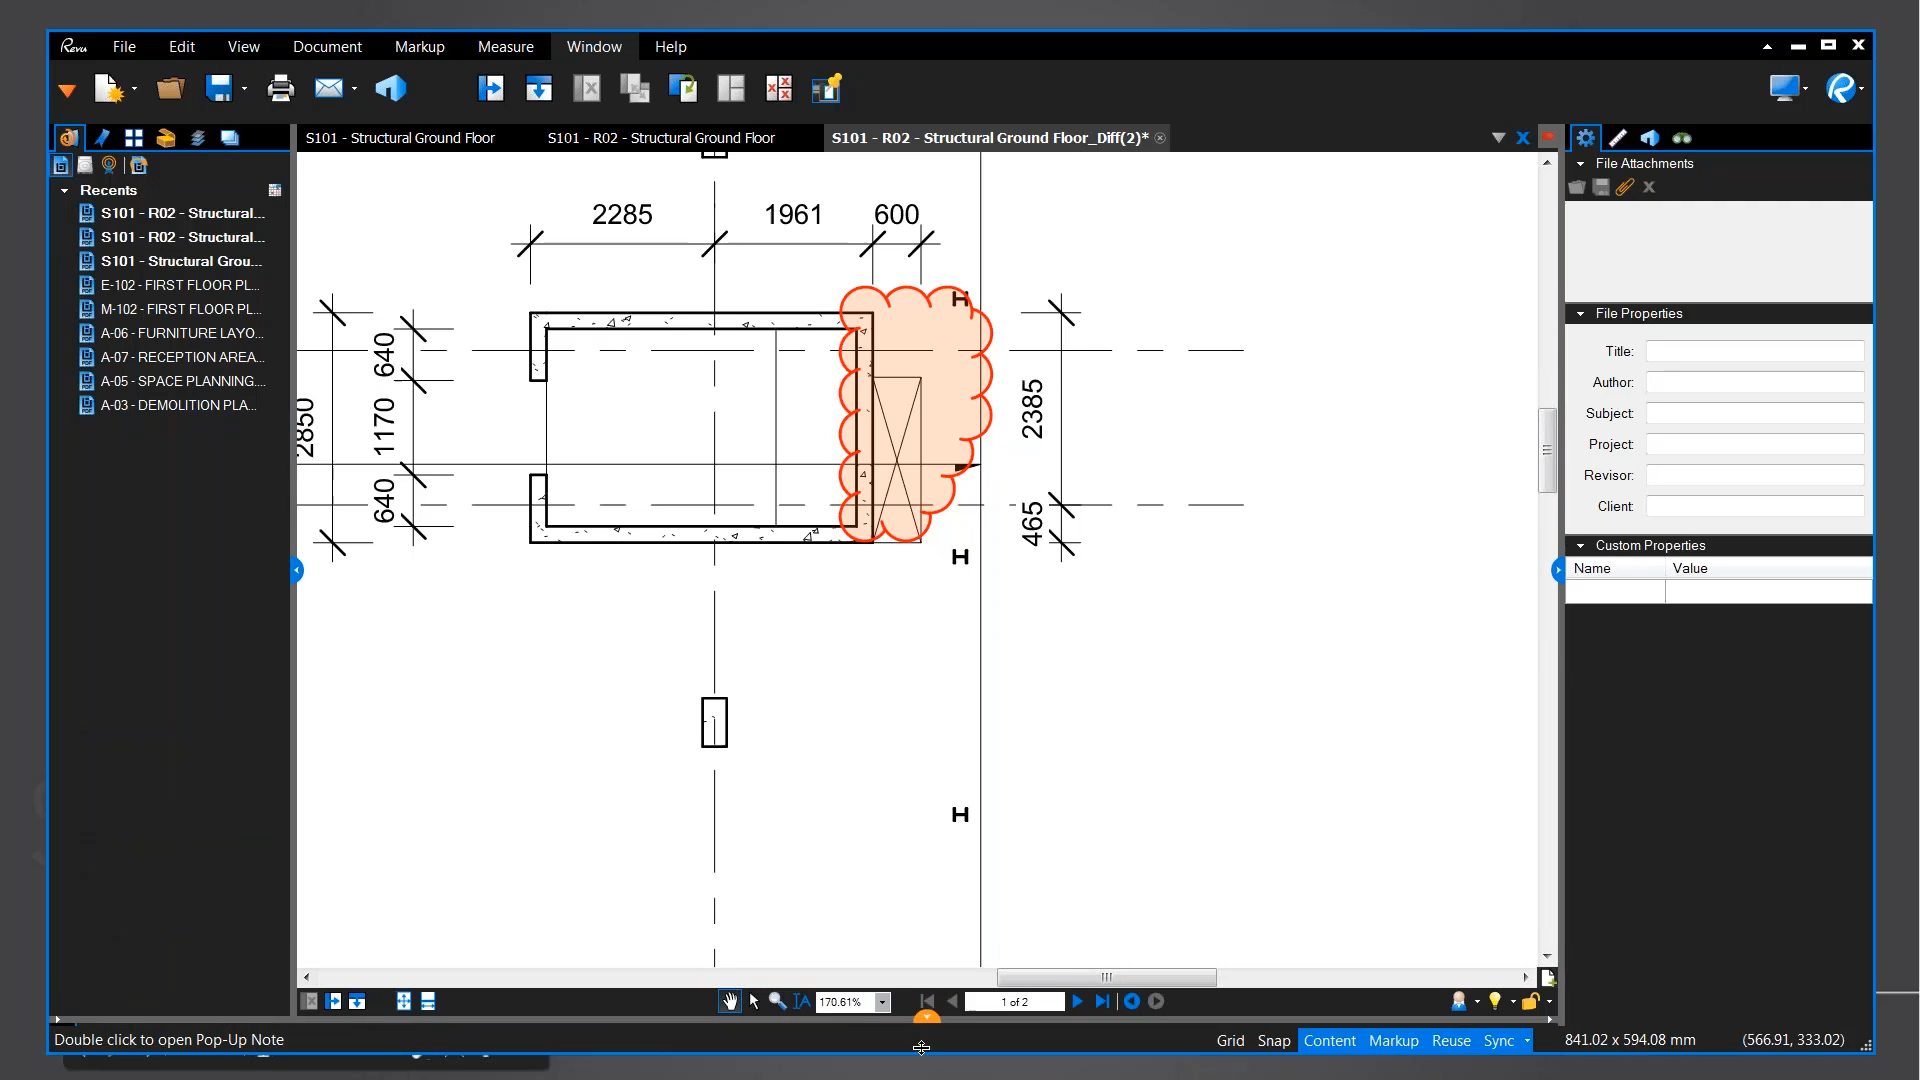 Revu File Edit View Document Markup Measure Window Help
S101 - Structural Ground Floor S101 - R02 - Structural Ground Floor S101 - R02 - Structural Ground Floor_Diff(2)*
Recents
S101 - R02 - Structural...
S101 - R02 - Structural...
S101 - Structural Grou...
E-102 - FIRST FLOOR PL...
M-102 - FIRST FLOOR PL...
A-06 - FURNITURE LAYO...
A-07 - RECEPTION AREA...
A-05 - SPACE PLANNING....
A-03 - DEMOLITION PLA...
2285 1961 600
2850
640
1170
640
H
2385
465
H
H
File Attachments
File Properties
Title:
Author:
Subject:
Project:
Revisor:
Client:
Custom Properties
Name Value
170.61% 1 of 2
Double click to open Pop-Up Note Grid Snap Content Markup Reuse Sync 841.02 x 594.08 mm (566.91, 333.02)